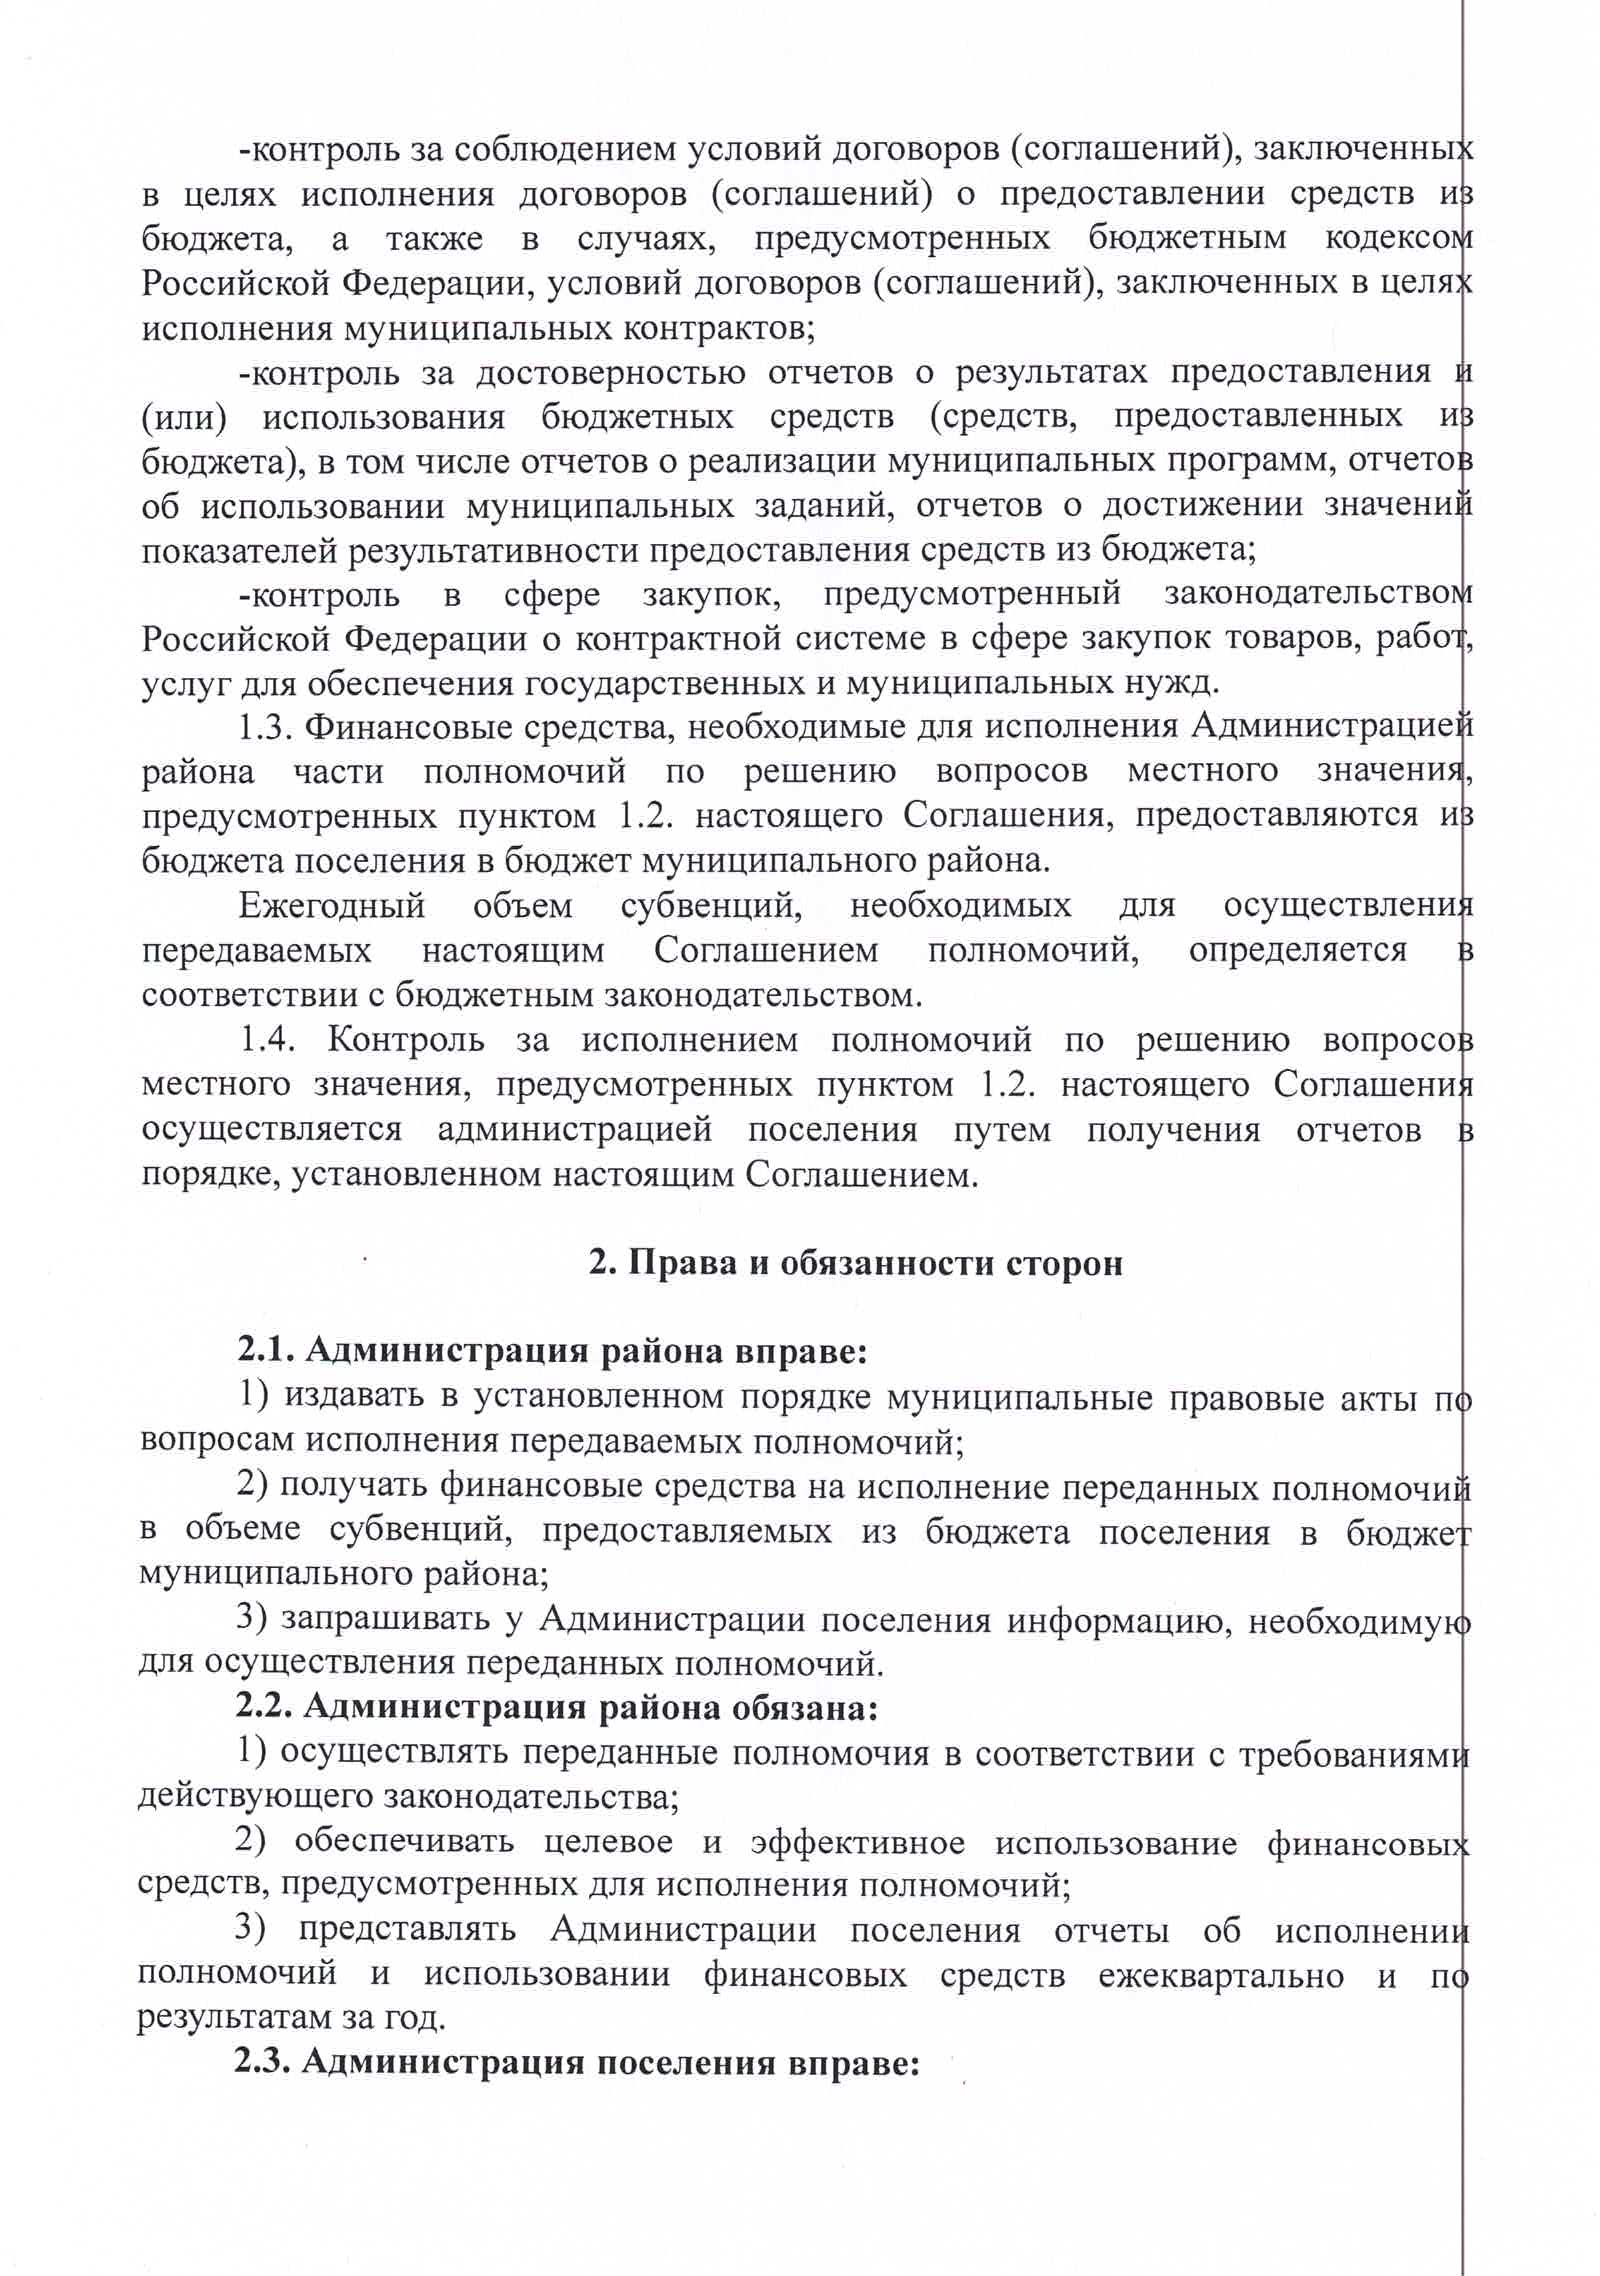 -контроль за соблюдением условий договоров (соглашений), заключенных
в целях исполнения договоров (соглашений) о предоставлении средств из
бюджета, а также в случаях, предусмотренных бюджетным кодексом
Российской Федерации, условий договоров (соглашений), заключенных в целях
исполнения муниципальных контрактов;
-контроль за достоверностью отчетов о результатах предоставления и
(или) использования бюджетных средств (средств, предоставленных из
бюджета), в том числе отчетов о реализации муниципальных программ, отчетов
об использовании муниципальных заданий, отчетов о достижении значений
показателей результативности предоставления средств из бюджета;
-контроль в сфере закупок, предусмотренный законодательством
Российской Федерации о контрактной системе в сфере закупок товаров, работ,
услуг для обеспечения государственных и муниципальных нужд.
1.3. Финансовые средства, необходимые для исполнения Администрацией
района части полномочий по решению вопросов местного значения,
предусмотренных пунктом 1.2. настоящего Соглашения, предоставляются из
бюджета поселения в бюджет муниципального района.
Ежегодный объем субвенций, необходимых для осуществления
передаваемых настоящим Соглашением полномочий, определяется в
соответствии с бюджетным законодательством.
1.4. Контроль за исполнением полномочий по решению вопросов
местного значения, предусмотренных пунктом 1.2. настоящего Соглашения
осуществляется администрацией поселения путем получения отчетов в
порядке, установленном настоящим Соглашением.
2. Права и обязанности сторон
2.1. Администрация района вправе:
1) издавать в установленном порядке муниципальные правовые акты по
вопросам исполнения передаваемых полномочий;
2) получать финансовые средства на исполнение переданных полномочий
в объеме субвенций, предоставляемых из бюджета поселения в бюджет
муниципального района;
3) запрашивать у Администрации поселения информацию, необходимую
для осуществления переданных полномочий.
2.2. Администрация района обязана:
1) осуществлять переданные полномочия в соответствии с требованиями
действующего законодательства;
2) обеспечивать целевое и эффективное использование финансовых
средств, предусмотренных для исполнения полномочий;
3) представлять Администрации поселения отчеты об исполнении
полномочий и использовании финансовых средств ежеквартально и по
результатам за год.
2.3. Администрация поселения вправе: